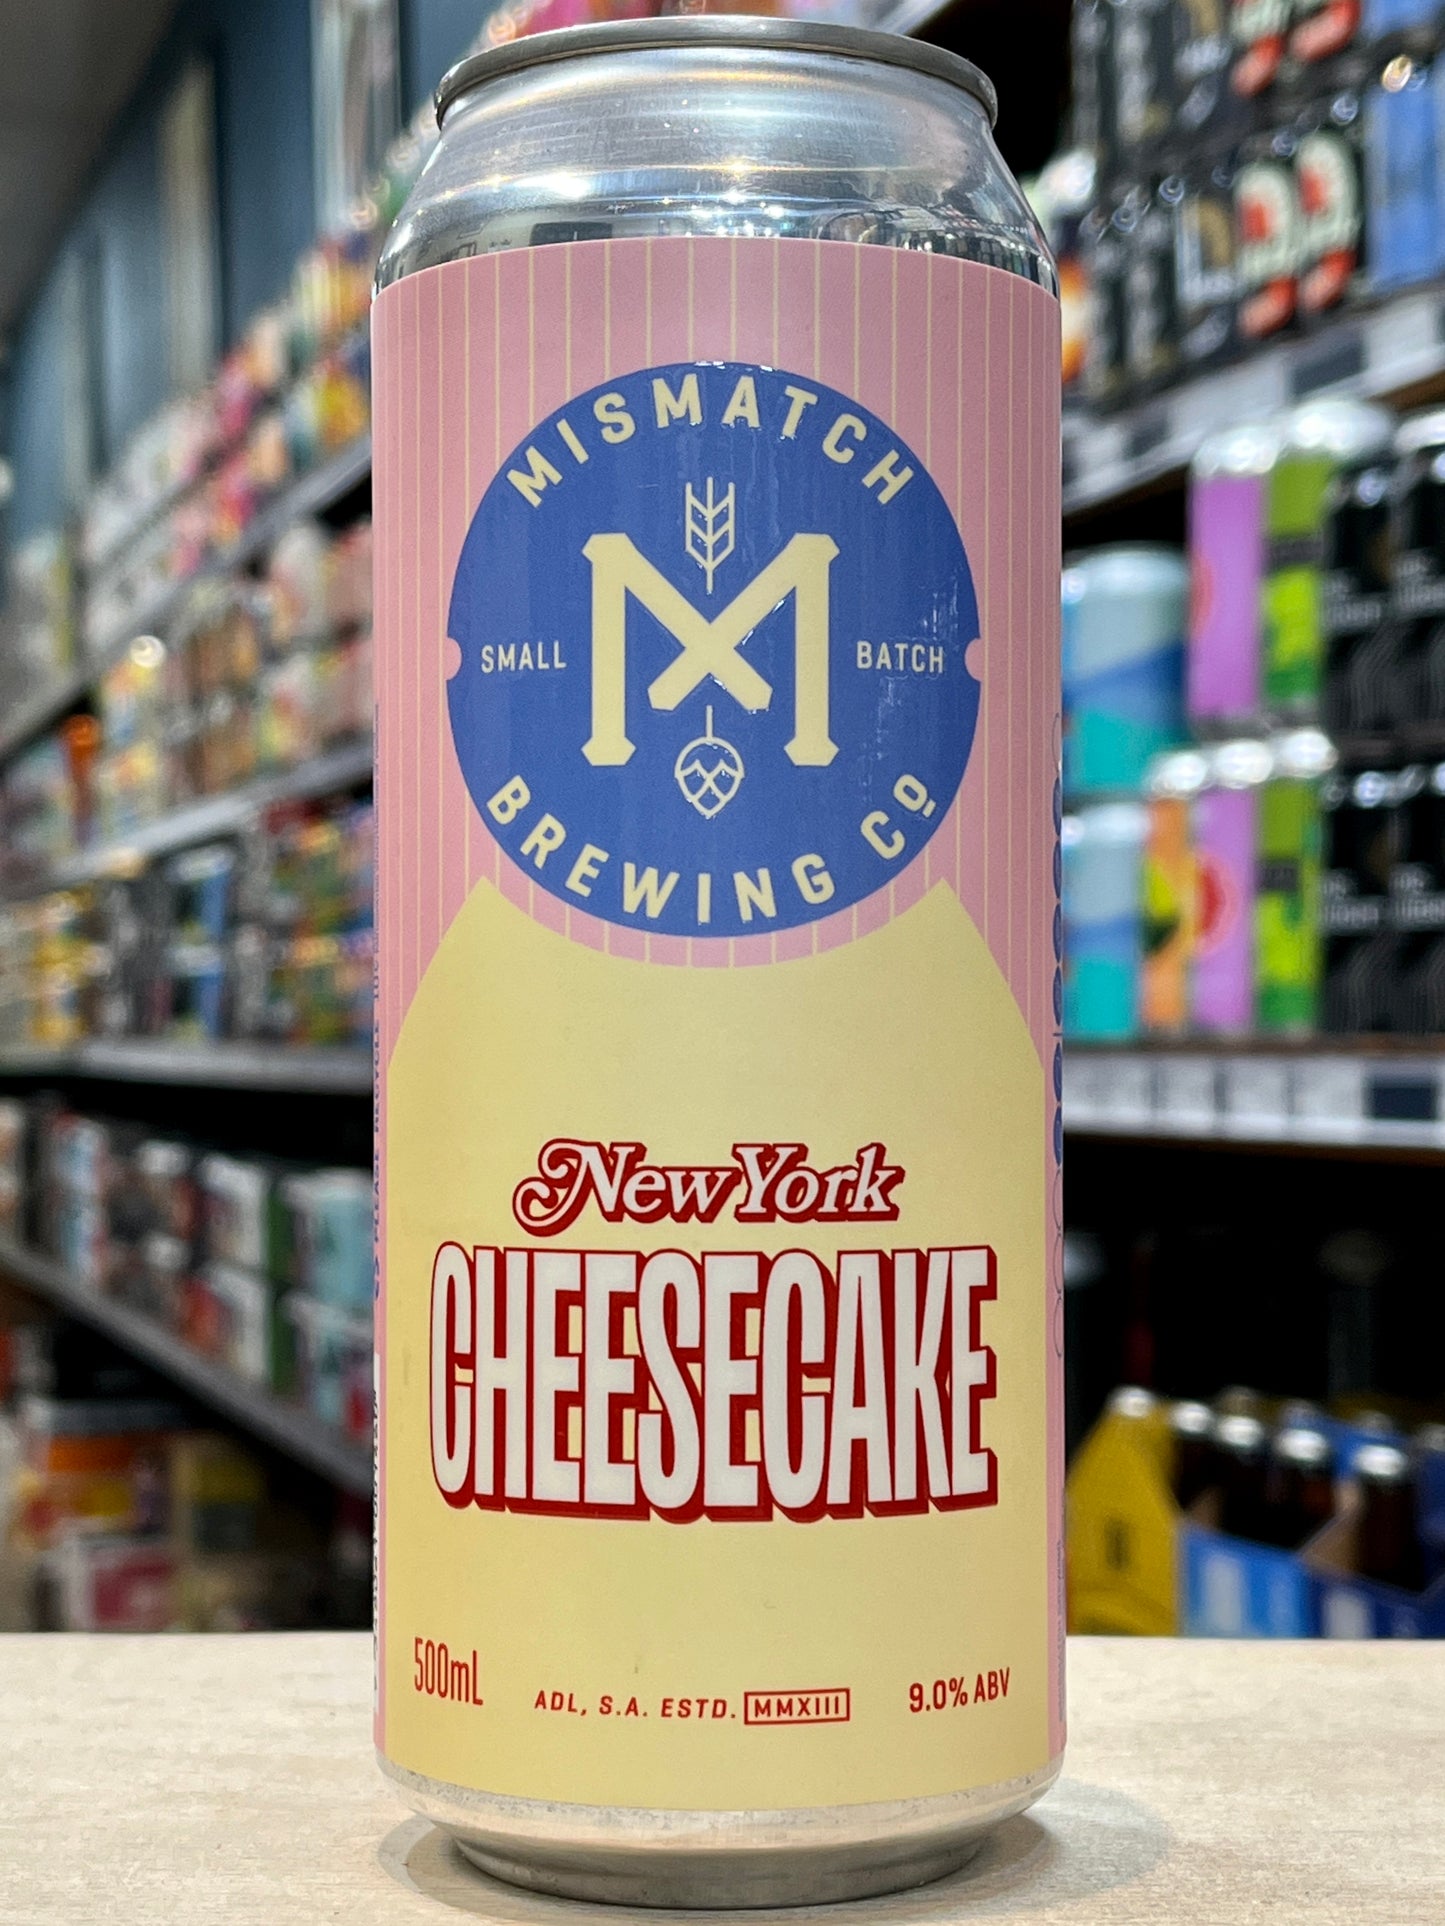 MISMATCH
SMALL BATCH
M
BREWING Co.
New York
CHEESECAKE
500mL
ADL, S.A. ESTD. MMXIII
9.0% ABV